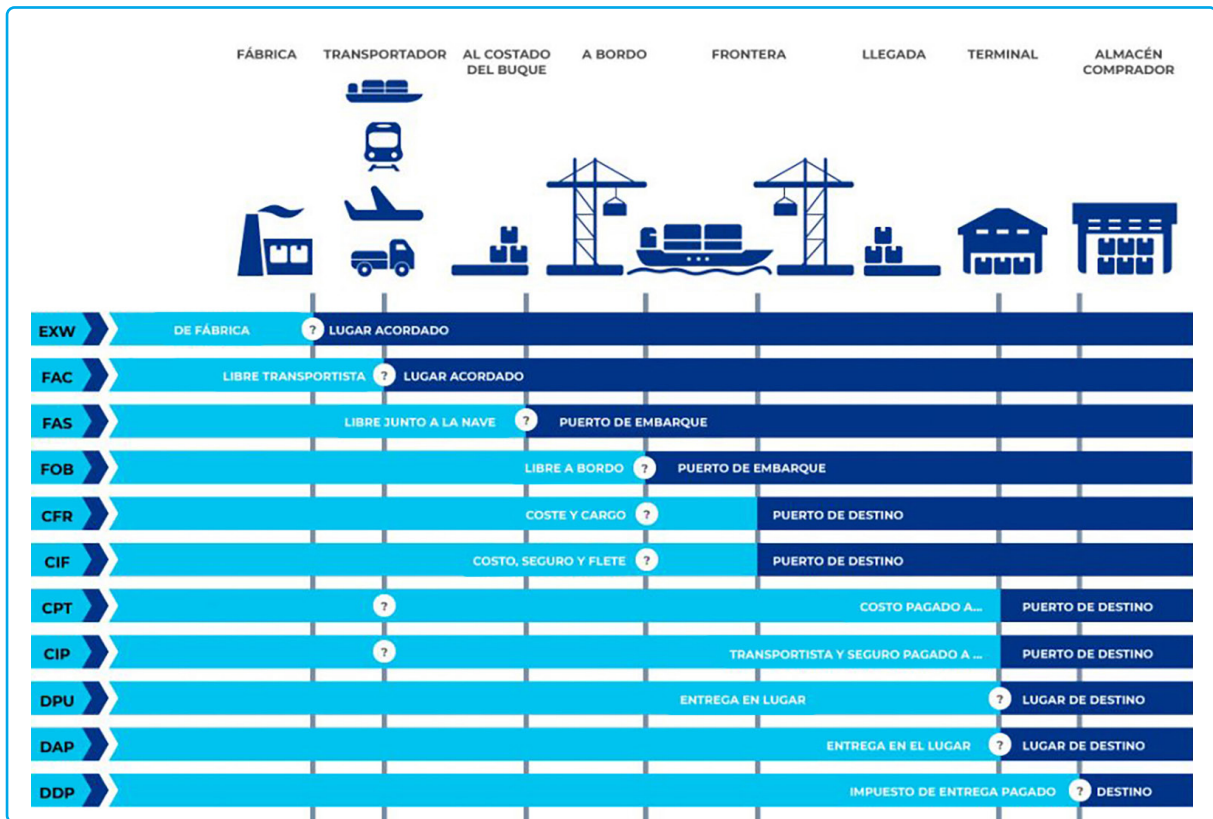 FÁBRICA TRANSPORTADOR AL COSTADO A BORDO FRONTERA LLEGADA TERMINAL ALMACÉN
DEL BUQUE COMPRADOR
EXW DE FÁBRICA ? LUGAR ACORDADO
FAC LIBRE TRANSPORTISTA ? LUGAR ACORDADO
FAS LIBRE JUNTO A LA NAVE ? PUERTO DE EMBARQUE
FOB LIBRE A BORDO ? PUERTO DE EMBARQUE
CFR COSTE Y CARGO ? PUERTO DE DESTINO
CIF COSTO, SEGURO Y FLETE ? PUERTO DE DESTINO
CPT ? COSTO PAGADO A... PUERTO DE DESTINO
CIP ? TRANSPORTISTA Y SEGURO PAGADO A ... PUERTO DE DESTINO
DPU ENTREGA EN LUGAR ? LUGAR DE DESTINO
DAP ENTREGA EN EL LUGAR ? LUGAR DE DESTINO
DDP IMPUESTO DE ENTREGA PAGADO ? DESTINO